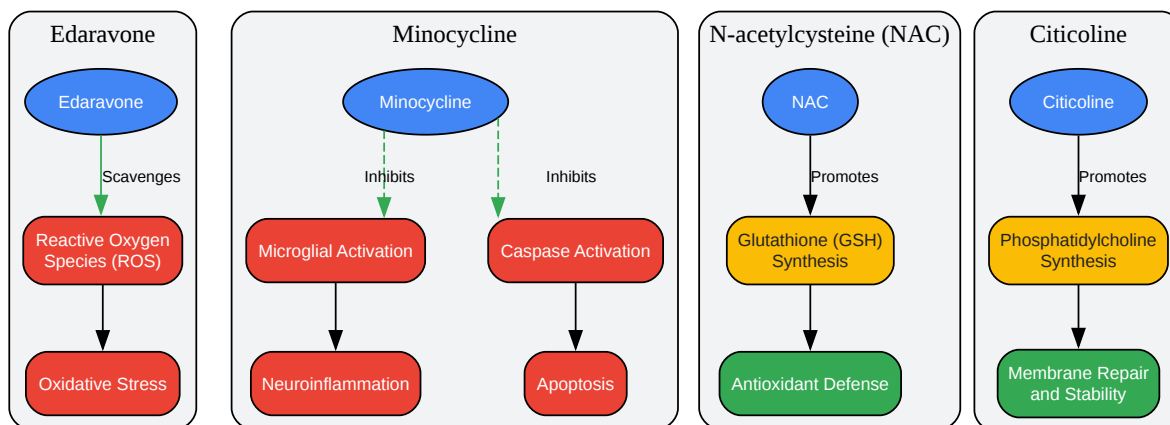 Edaravone
Edaravone
Scavenges
Reactive Oxygen
Species (ROS)
Oxidative Stress
Minocycline
Minocycline
Inhibits
Inhibits
Microglial Activation
Caspase Activation
Neuroinflammation
Apoptosis
N-acetylcysteine (NAC)
NAC
Promotes
Glutathione (GSH)
Synthesis
Antioxidant Defense
Citicoline
Citicoline
Promotes
Phosphatidylcholine
Synthesis
Membrane Repair
and Stability